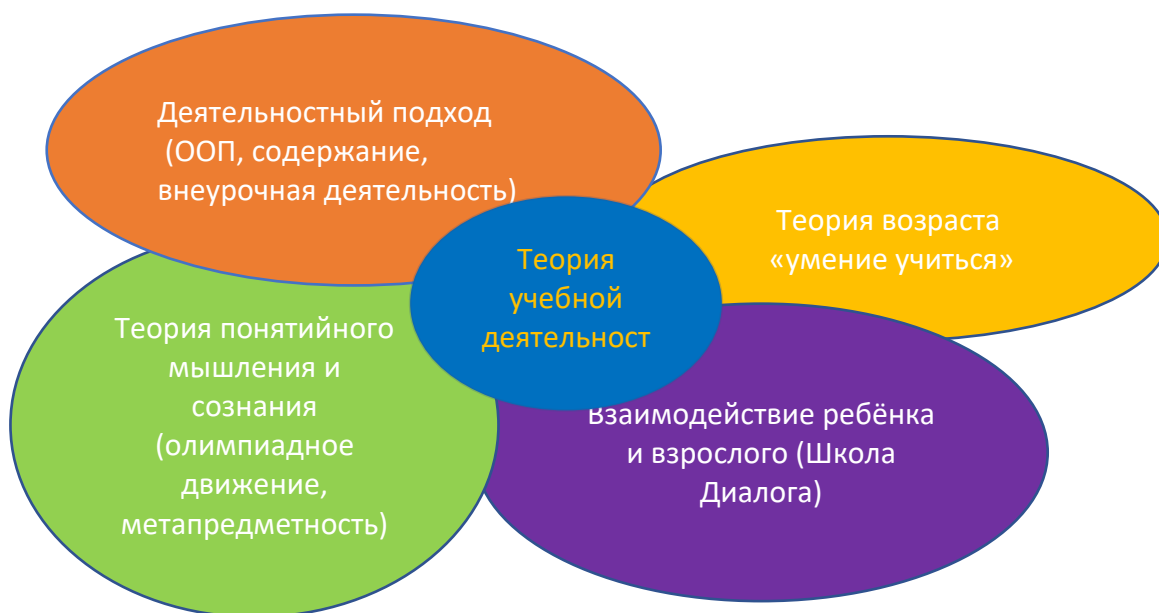 Деятельностный подход
(ООП, содержание,
внеурочная деятельность)
Теория возраста
«умение учиться»
Теория
учебной
деятельност
Теория понятийного
мышления и
сознания
(олимпиадное
движение,
метапредметность)
Взаимодействие ребёнка
и взрослого (Школа
Диалога)